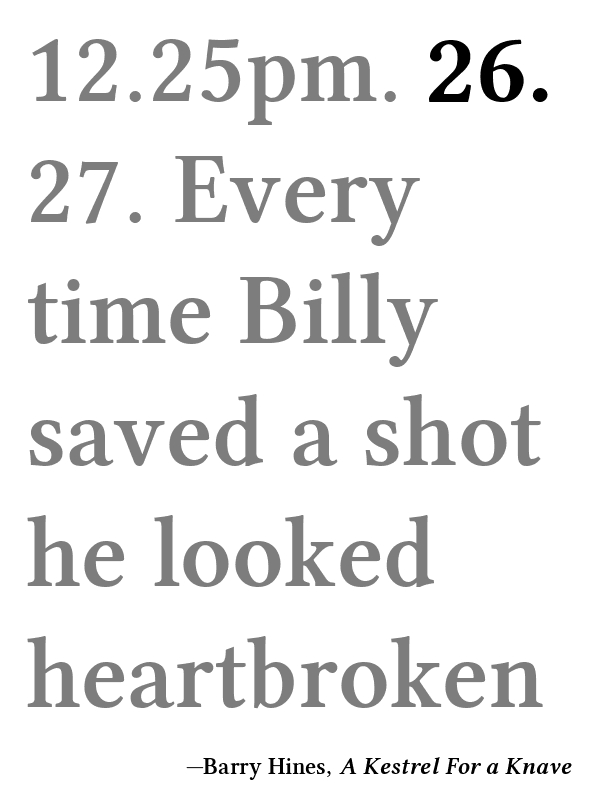 12.25pm. 26.
27. Every
time Billy
saved a shot
he looked
heartbroken
—Barry Hines, A Kestrel For a Knave